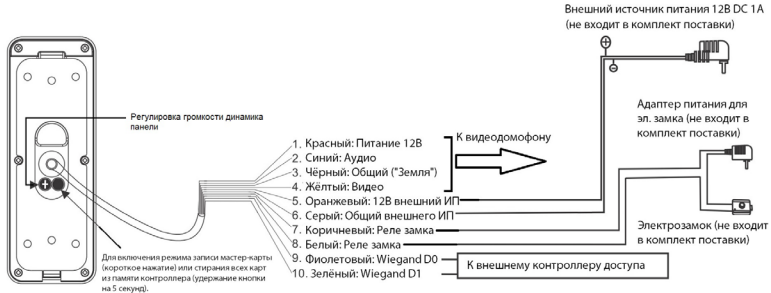 Внешний источник питания 12В DC 1A
(не входит в комплект поставки)
Регулировка громкости динамика
панели
1. Красный: Питание 12В
2. Синий: Аудио
3. Чёрный: Общий ("Земля")
4. Жёлтый: Видео
5. Оранжевый: 12В внешний ИП
6. Серый: Общий внешнего ИП
7. Коричневый: Реле замка
8. Белый: Реле замка
9. Фиолетовый: Wiegand D0
10. Зелёный: Wiegand D1
К видеодомофону
Адаптер питания для
эл. замка (не входит в
комплект поставки)
Электрозамок (не входит
в комплект поставки)
К внешнему контроллеру доступа
Для включения режима записи мастер-карты
(короткое нажатие) или стирания всех карт
из памяти контроллера (удержание кнопки
на 5 секунд).